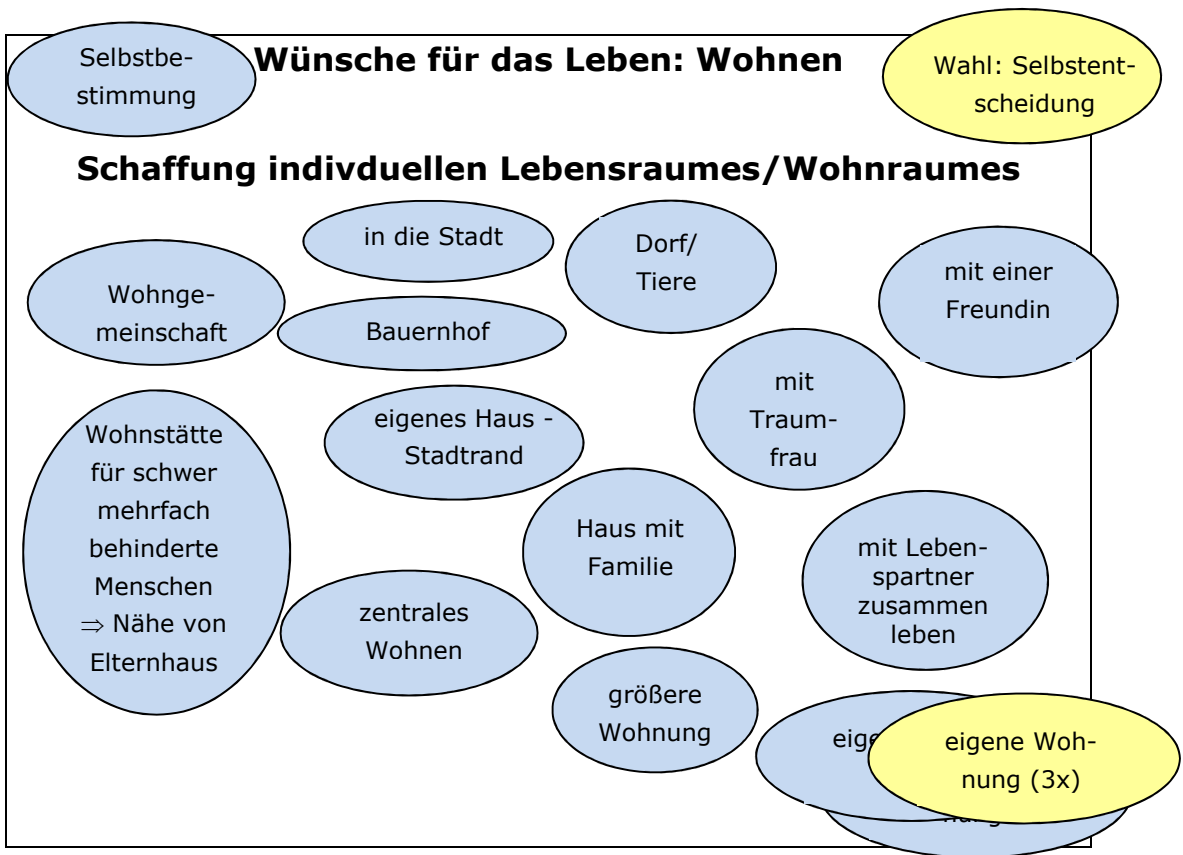 Selbstbe-
stimmung
Wünsche für das Leben: Wohnen
Wahl: Selbstent-
scheidung
Schaffung indivduellen Lebensraumes/Wohnraumes
in die Stadt
Dorf/
Tiere
mit einer
Freundin
Wohnge-
meinschaft
Bauernhof
mit
Traum-
frau
eigenes Haus -
Stadtrand
Wohnstätte
für schwer
mehrfach
behinderte
Menschen
⇒ Nähe von
Elternhaus
Haus mit
Familie
mit Leben-
spartner
zusammen
leben
zentrales
Wohnen
größere
Wohnung
eigene Woh-
nung (3x)